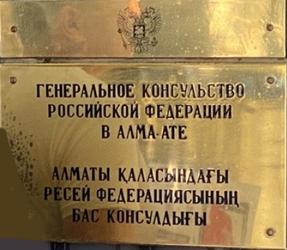 ГЕНЕРАЛЬНОЕ КОНСУЛЬСТВО
РОССИЙСКОЙ ФЕДЕРАЦИИ
В АЛМА-АТЕ
АЛМАТЫ ҚАЛАСЫНДАҒЫ
РЕСЕЙ ФЕДЕРАЦИЯСЫНЫҢ
БАС КОНСУЛДЫҒЫ